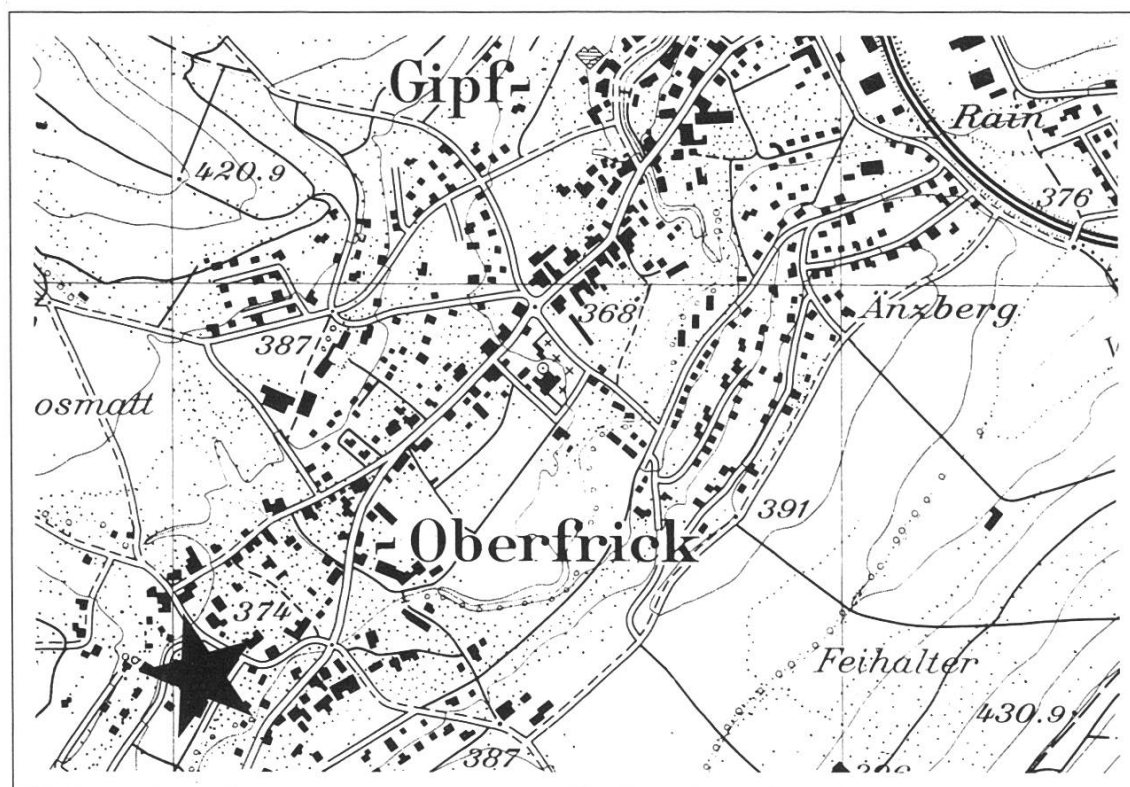 Gipf-
Rain
420.9
376
368
Änzberg
387
osmatt
391
-Oberfrick
374
Feihalter
430.9
387